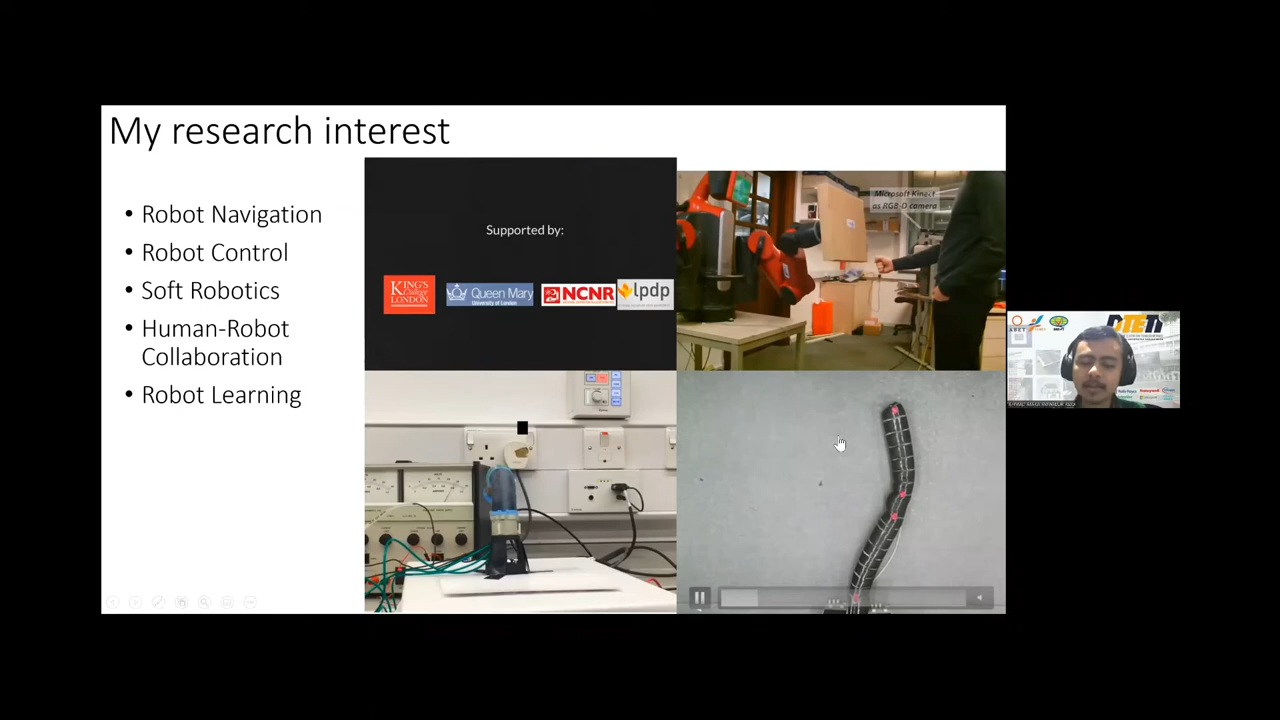 My research interest
• Robot Navigation
• Robot Control
• Soft Robotics
• Human-Robot
Collaboration
• Robot Learning
Supported by:
KING'S
College
LONDON
Queen Mary
University of London
NCNR
lpdp
Microsoft Kinect
as RGB-D camera
DTETI